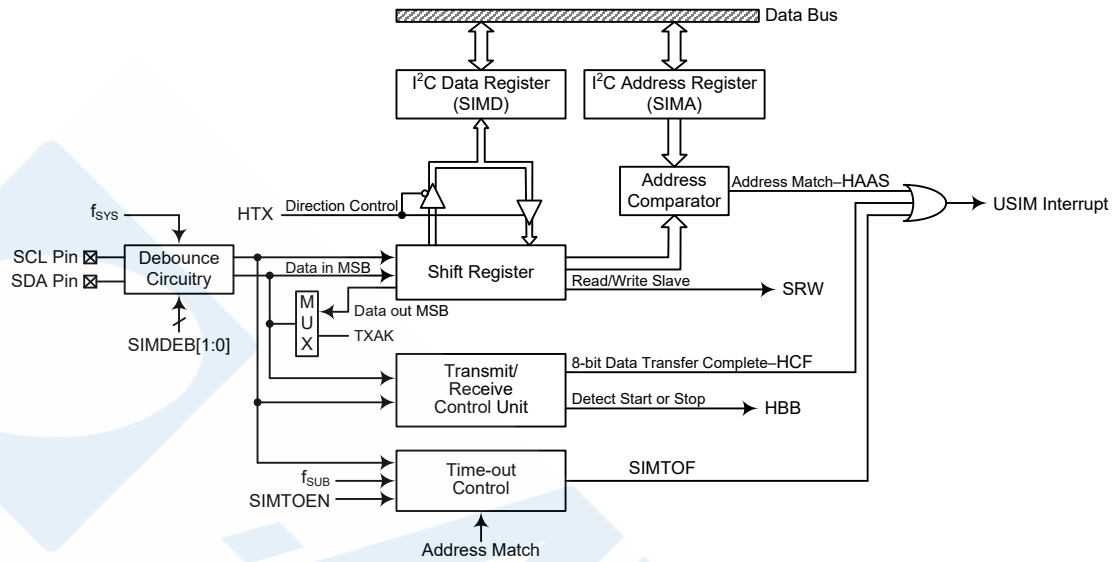 Data Bus
I²C Data Register
(SIMD)
I²C Address Register
(SIMA)
Address
Comparator
Address Match–HAAS
USIM Interrupt
HTX
Direction Control
fSYS
SCL Pin
SDA Pin
Debounce
Circuitry
SIMDEB[1:0]
Data in MSB
Shift Register
Read/Write Slave
SRW
M
U
X
Data out MSB
TXAK
Transmit/
Receive
Control Unit
8-bit Data Transfer Complete–HCF
Detect Start or Stop
HBB
fSUB
SIMTOEN
Time-out
Control
SIMTOF
Address Match